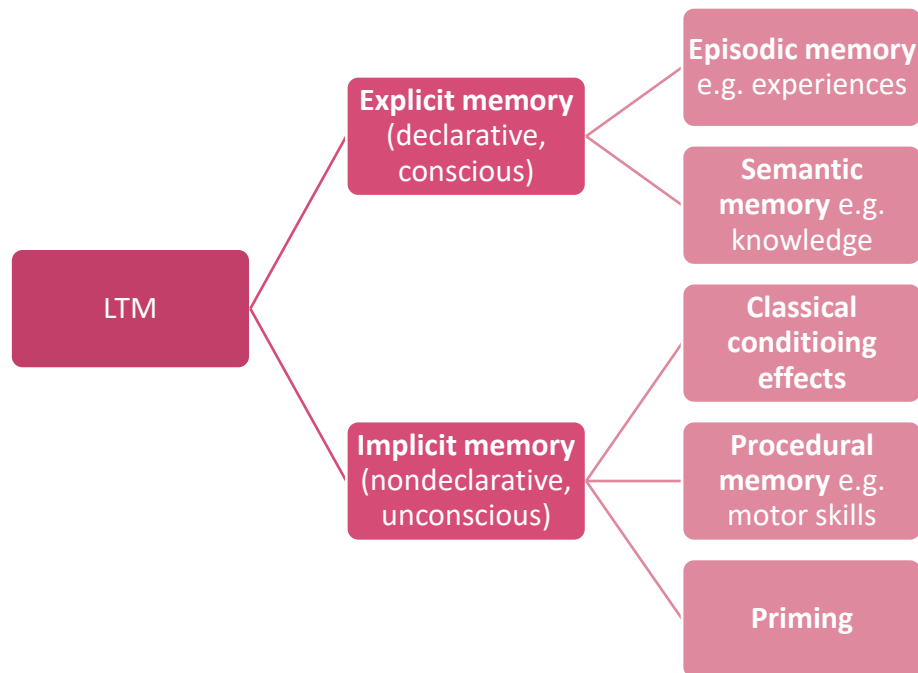 LTM
Explicit memory
(declarative,
conscious)
Episodic memory
e.g. experiences
Semantic
memory e.g.
knowledge
Implicit memory
(nondeclarative,
unconscious)
Classical
conditioing
effects
Procedural
memory e.g.
motor skills
Priming